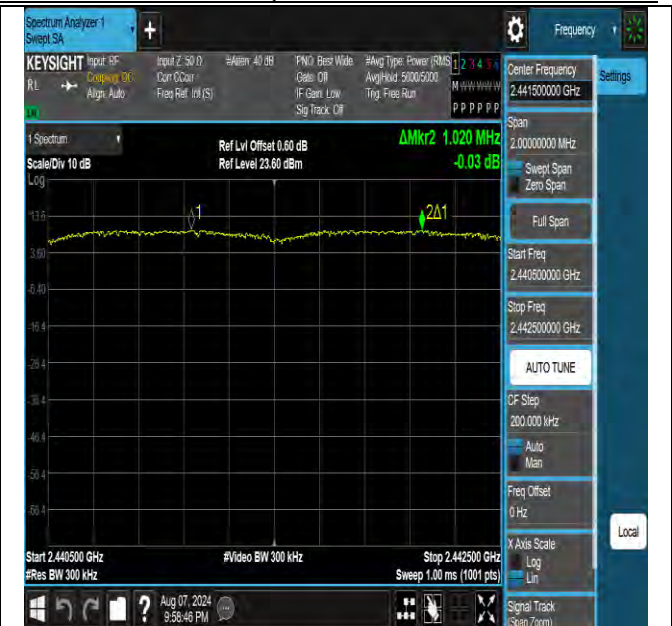 Spectrum Analyzer 1
Swept SA
+
Frequency
KEYSIGHT Input: RF
RL
Coupling: DC
Align: Auto
Input Z: 50 Ω
Corr CCorr
Freq Ref: Int (S)
#Atten: 40 dB
PNO: Best Wide
Gate: Off
IF Gain: Low
Sig Track: Off
#Avg Type: Power (RMS
Avg|Hold: 5000/5000
Trig: Free Run
1 2 3 4 5 6
M W W W W W
P P P P P P
Center Frequency
2.441500000 GHz
Settings
Span
2.00000000 MHz
Swept Span
Zero Span
Full Span
Start Freq
2.440500000 GHz
Stop Freq
2.442500000 GHz
AUTO TUNE
CF Step
200.000 kHz
Auto
Man
Freq Offset
0 Hz
X Axis Scale
Log
Lin
Local
Signal Track
(Span Zoom)
1 Spectrum
Scale/Div 10 dB
Log
Ref Lvl Offset 0.60 dB
Ref Level 23.60 dBm
ΔMkr2 1.020 MHz
-0.03 dB
1
2Δ1
13.6
3.60
-6.40
-16.4
-26.4
-36.4
-46.4
-56.4
-66.4
Start 2.440500 GHz
#Res BW 300 kHz
#Video BW 300 kHz
Stop 2.442500 GHz
Sweep 1.00 ms (1001 pts)
?
Aug 07, 2024
9:58:46 PM